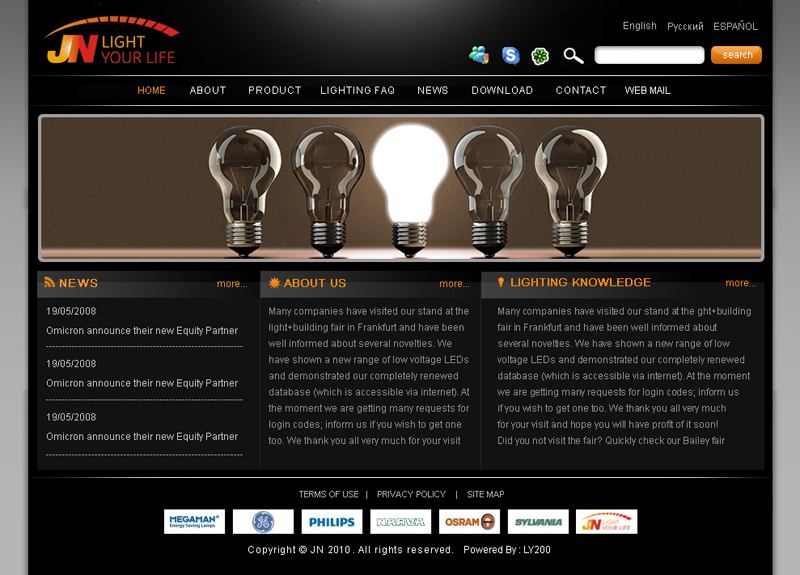 English Русский ESPAÑOL
JN LIGHT
YOUR LIFE
search
HOME ABOUT PRODUCT LIGHTING FAQ NEWS DOWNLOAD CONTACT WEB MAIL
NEWS more...
19/05/2008
Omicron announce their new Equity Partner
19/05/2008
Omicron announce their new Equity Partner
19/05/2008
Omicron announce their new Equity Partner
ABOUT US more...
Many companies have visited our stand at the
light+building fair in Frankfurt and have been
well informed about several novelties. We
have shown a new range of low voltage LEDs
and demonstrated our completely renewed
database (which is accessible via internet). At
the moment we are getting many requests for
login codes; inform us if you wish to get one
too. We thank you all very much for your visit
LIGHTING KNOWLEDGE more...
Many companies have visited our stand at the ght+building
fair in Frankfurt and have been well informed about
several novelties. We have shown a new range of low
voltage LEDs and demonstrated our completely renewed
database (which is accessible via internet). At the moment
we are getting many requests for login codes; inform us
if you wish to get one too. We thank you all very much
for your visit and hope you will have profit of it soon!
Did you not visit the fair? Quickly check our Bailey fair
TERMS OF USE | PRIVACY POLICY | SITE MAP
MEGAMAN®
Energy Saving Lamps
GE
PHILIPS
NARVA
OSRAM
SYLVANIA
JN LIGHT
YOUR LIFE
Copyright © JN 2010. All rights reserved. Powered By : LY200